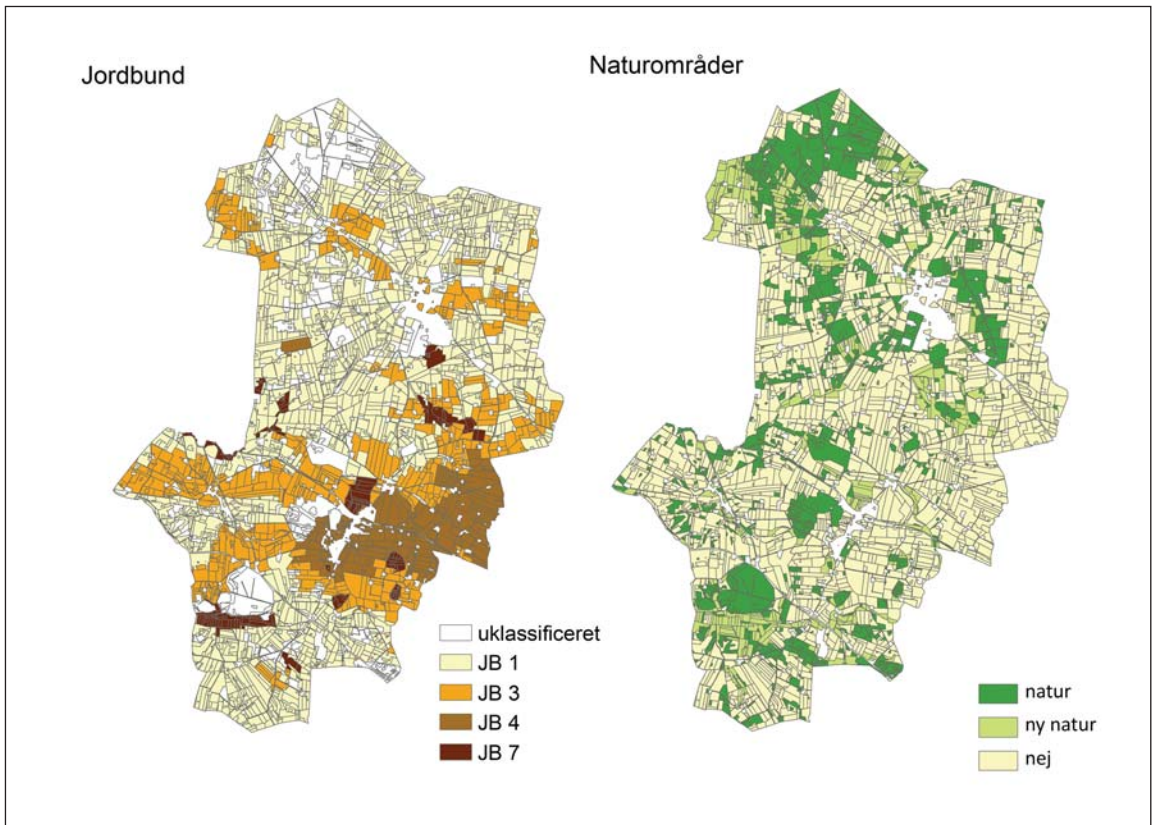 Jordbund
Naturområder
uklassificeret
JB 1
JB 3
JB 4
JB 7
natur
ny natur
nej